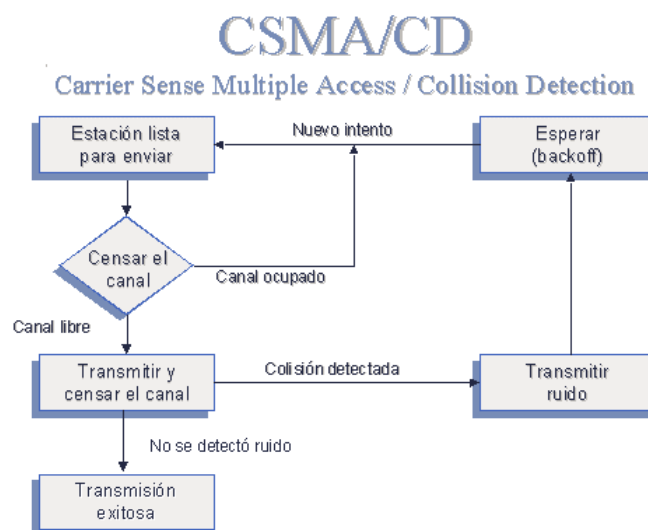 CSMA/CD
Carrier Sense Multiple Access / Collision Detection
Estación lista
para enviar
Nuevo intento
Esperar
(backoff)
Censar el
canal
Canal ocupado
Canal libre
Transmitir y
censar el canal
Colisión detectada
Transmitir
ruido
No se detectó ruido
Transmisión
exitosa